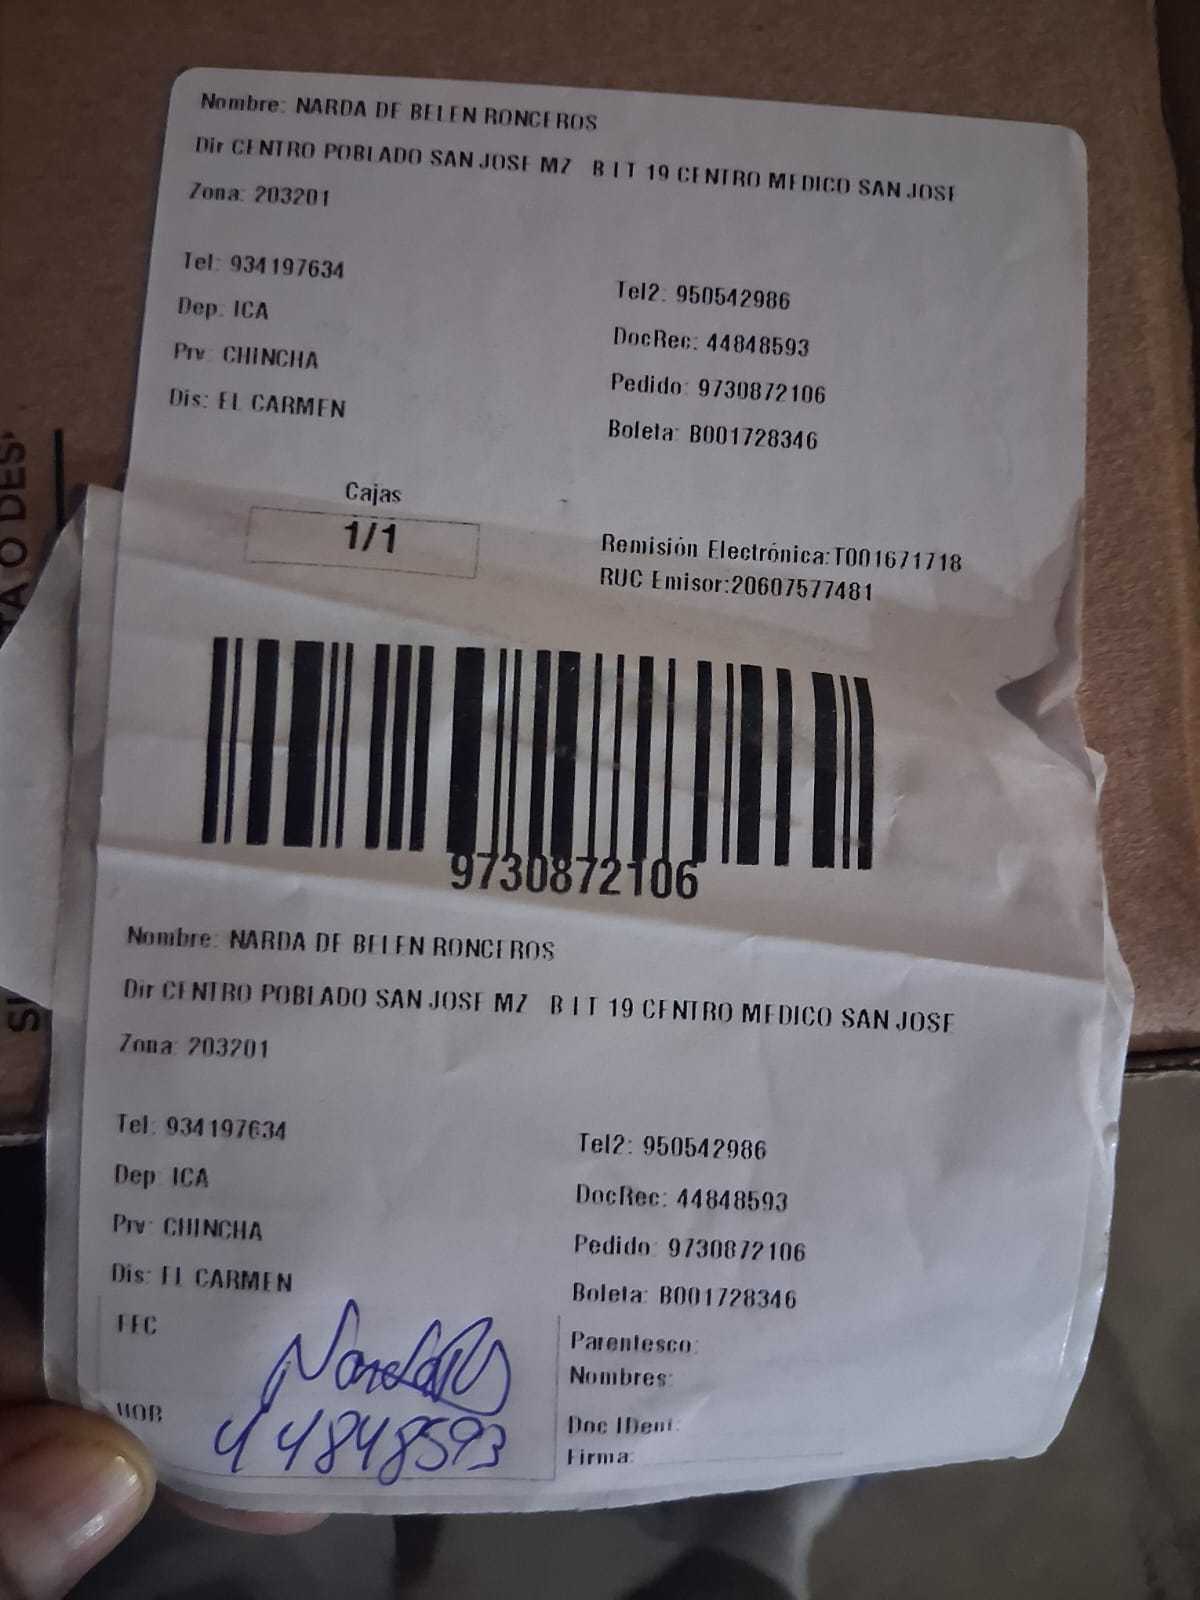 Nombre: NARDA DE BELEN RONCEROS
Dir CENTRO POBLADO SAN JOSE MZ B LT 19 CENTRO MEDICO SAN JOSE
Zona: 203201
Tel: 934197634
Tel2: 950542986
Dep: ICA
DocRec: 44848593
Prv: CHINCHA
Pedido: 9730872106
Dis: EL CARMEN
Boleta: B001728346
Cajas
1/1
Remisión Electrónica:T001671718
RUC Emisor:20607577481
9730872106
Nombre: NARDA DE BELEN RONCEROS
Dir CENTRO POBLADO SAN JOSE MZ B LT 19 CENTRO MEDICO SAN JOSE
Zona: 203201
Tel: 934197634
Tel2: 950542986
Dep: ICA
DocRec: 44848593
Prv: CHINCHA
Pedido: 9730872106
Dis: EL CARMEN
Boleta: B001728346
FEC
Parentesco:
Nombres:
HOR
44848593
Doc IDent:
Firma: